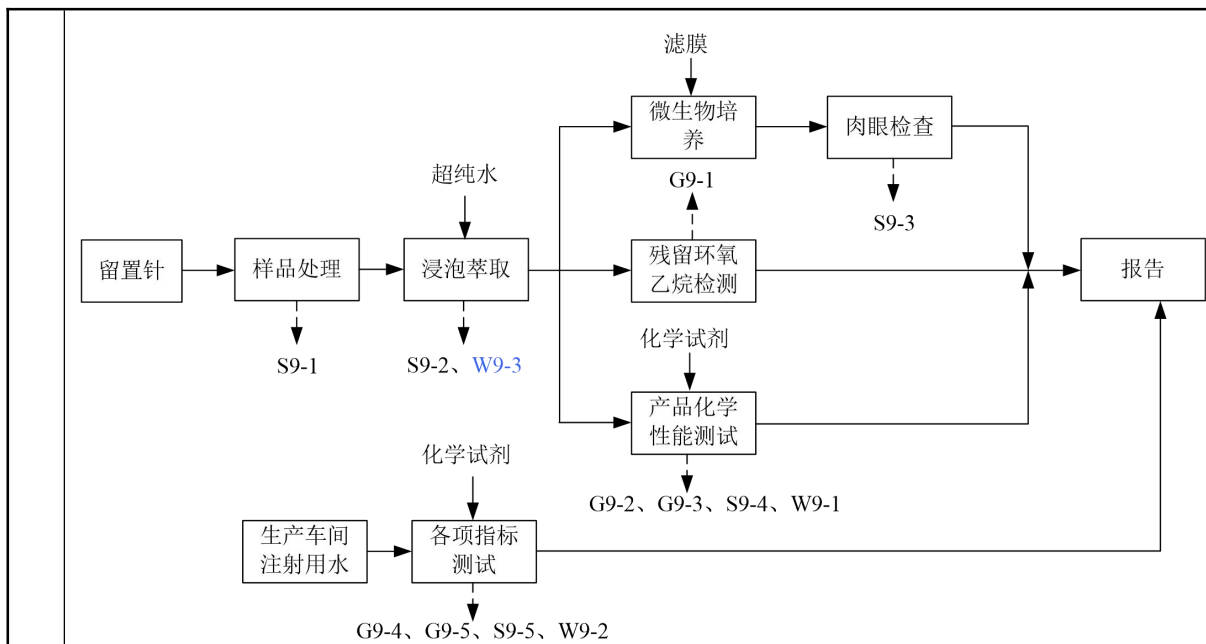 滤膜
微生物培
养
肉眼检查
G9-1
S9-3
超纯水
留置针
样品处理
浸泡萃取
残留环氧
乙烷检测
报告
S9-1
S9-2、W9-3
化学试剂
产品化学
性能测试
G9-2、G9-3、S9-4、W9-1
化学试剂
生产车间
注射用水
各项指标
测试
G9-4、G9-5、S9-5、W9-2